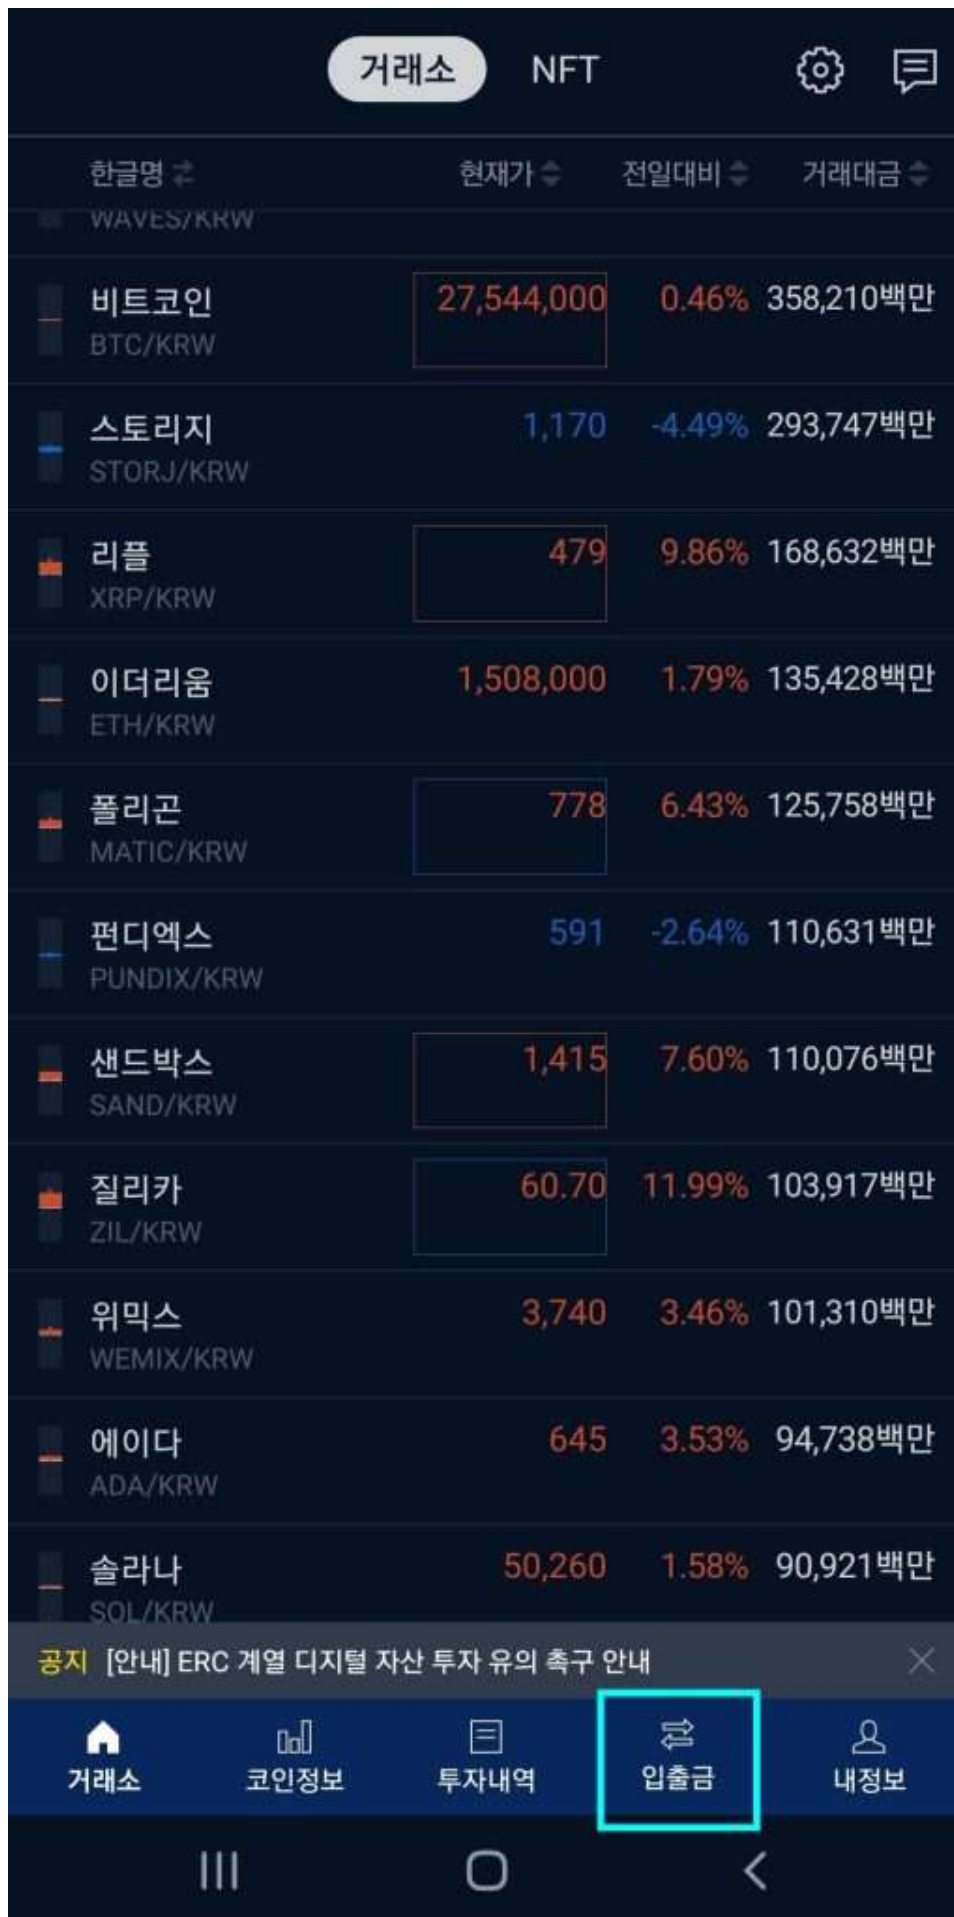 거래소 NFT
한글명 현재가 전일대비 거래대금
WAVES/KRW
비트코인 27,544,000 0.46% 358,210백만
BTC/KRW
스토리지 1,170 -4.49% 293,747백만
STORJ/KRW
리플 479 9.86% 168,632백만
XRP/KRW
이더리움 1,508,000 1.79% 135,428백만
ETH/KRW
폴리곤 778 6.43% 125,758백만
MATIC/KRW
펀디엑스 591 -2.64% 110,631백만
PUNDIX/KRW
샌드박스 1,415 7.60% 110,076백만
SAND/KRW
질리카 60.70 11.99% 103,917백만
ZIL/KRW
위믹스 3,740 3.46% 101,310백만
WEMIX/KRW
에이다 645 3.53% 94,738백만
ADA/KRW
솔라나 50,260 1.58% 90,921백만
SOL/KRW
공지 [안내] ERC 계열 디지털 자산 투자 유의 촉구 안내
거래소 코인정보 투자내역 입출금 내정보